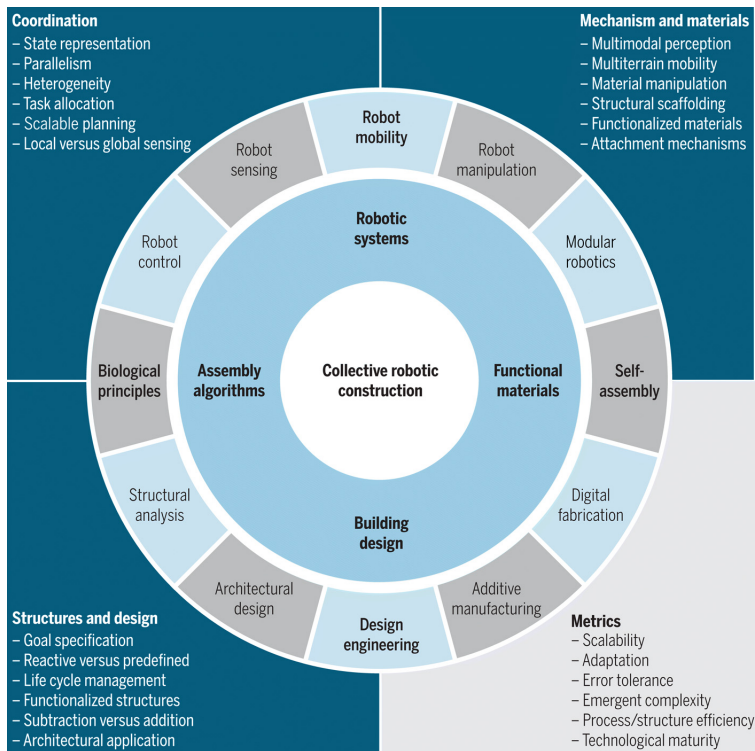 Coordination
– State representation
– Parallelism
– Heterogeneity
– Task allocation
– Scalable planning
– Local versus global sensing
Mechanism and materials
– Multimodal perception
– Multiterrain mobility
– Material manipulation
– Structural scaffolding
– Functionalized materials
– Attachment mechanisms
Robot
mobility
Robot
sensing
Robot
manipulation
Robot
control
Modular
robotics
Robotic
systems
Biological
principles
Assembly
algorithms
Collective robotic
construction
Functional
materials
Self-
assembly
Structural
analysis
Digital
fabrication
Building
design
Architectural
design
Design
engineering
Additive
manufacturing
Structures and design
– Goal specification
– Reactive versus predefined
– Life cycle management
– Functionalized structures
– Subtraction versus addition
– Architectural application
Metrics
– Scalability
– Adaptation
– Error tolerance
– Emergent complexity
– Process/structure efficiency
– Technological maturity